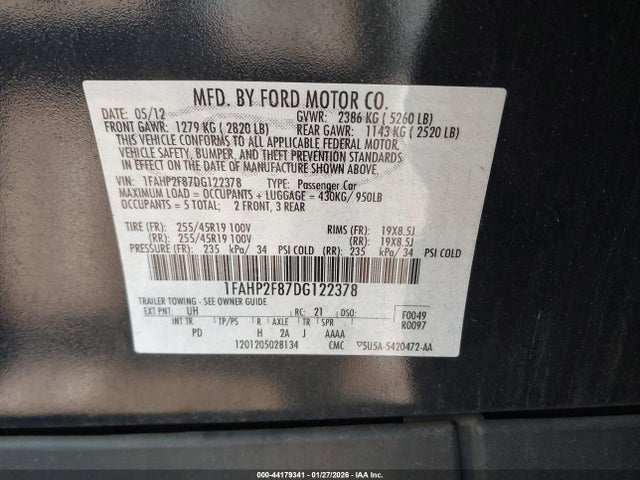 MFD. BY FORD MOTOR CO.
DATE: 05/12 GVWR: 2386 KG ( 5260 LB)
FRONT GAWR: 1279 KG ( 2820 LB) REAR GAWR: 1143 KG ( 2520 LB)
THIS VEHICLE CONFORMS TO ALL APPLICABLE FEDERAL MOTOR
VEHICLE SAFETY, BUMPER, AND THEFT PREVENTION STANDARDS
IN EFFECT ON THE DATE OF MANUFACTURE SHOWN ABOVE.
VIN: 1FAHP2F87DG122378 TYPE: Passenger Car
MAXIMUM LOAD = OCCUPANTS + LUGGAGE = 430KG/ 950LB
OCCUPANTS = 5 TOTAL; 2 FRONT, 3 REAR
TIRE (FR): 255/45R19 100V RIMS (FR): 19X8.5J
(RR): 255/45R19 100V (RR): 19X8.5J
PRESSURE (FR): 235 kPa/ 34 PSI COLD (RR): 235 kPa/ 34 PSI COLD
1FAHP2F87DG122378
TRAILER TOWING - SEE OWNER GUIDE
EXT PNT: UH RC: 21 DSO: F0049
R0097
INT TR TP/PS R AXLE TR SPR
PD H 2A J AAAA
1201205028134 CMC ▽5U5A-5420472-AA
000-44179341 | 01/27/2026 | IAA Inc.